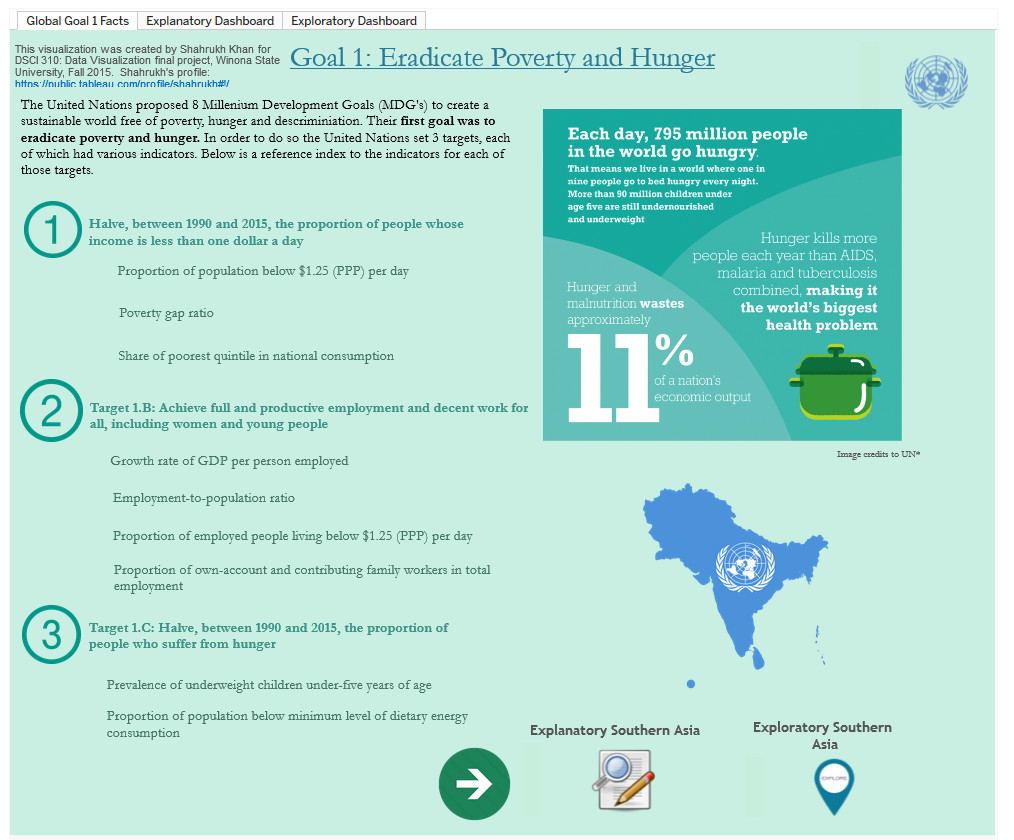 Global Goal 1 Facts
Explanatory Dashboard
Exploratory Dashboard
This visualization was created by Shahrukh Khan for
DSCI 310: Data Visualization final project, Winona State
University, Fall 2015.  Shahrukh's profile:
https://public.tableau.com/profile/shahrukh#!/
Goal 1: Eradicate Poverty and Hunger
The United Nations proposed 8 Millenium Development Goals (MDG's) to create a
sustainable world free of poverty, hunger and descriminiation. Their first goal was to
eradicate poverty and hunger. In order to do so the United Nations set 3 targets, each
of which had various indicators. Below is a reference index to the indicators for each of
those targets.
1
Halve, between 1990 and 2015, the proportion of people whose
income is less than one dollar a day
Proportion of population below $1.25 (PPP) per day
Poverty gap ratio
Share of poorest quintile in national consumption
2
Target 1.B: Achieve full and productive employment and decent work for
all, including women and young people
Growth rate of GDP per person employed
Employment-to-population ratio
Proportion of employed people living below $1.25 (PPP) per day
Proportion of own-account and contributing family workers in total
employment
3
Target 1.C: Halve, between 1990 and 2015, the proportion of
people who suffer from hunger
Prevalence of underweight children under-five years of age
Proportion of population below minimum level of dietary energy
consumption
Each day, 795 million people
in the world go hungry.
That means we live in a world where one in
nine people go to bed hungry every night.
More than 90 million children under
age five are still undernourished
and underweight
Hunger kills more
people each year than AIDS,
malaria and tuberculosis
combined, making it
the world's biggest
health problem
Hunger and
malnutrition wastes
approximately
11%
of a nation's
economic output
Image credits to UN*
Explanatory Southern Asia
Exploratory Southern
Asia
EXPLORE